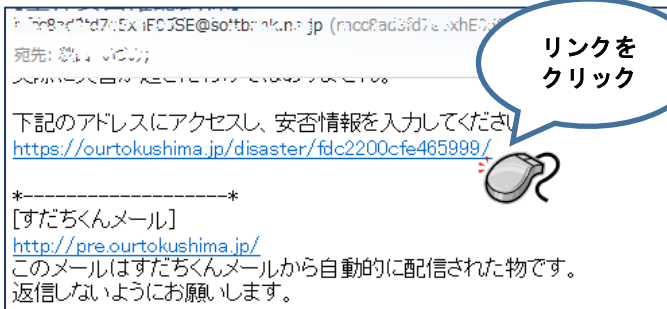 宛先:
リンクを
クリック
下記のアドレスにアクセスし、安否情報を入力してくださ
https://ourtokushima.jp/disaster/fdc2200cfe465999/
*-------------------*
[すだちくんメール]
http://pre.ourtokushima.jp/
このメールはすだちくんメールから自動的に配信された物です。
返信しないようにお願いします。